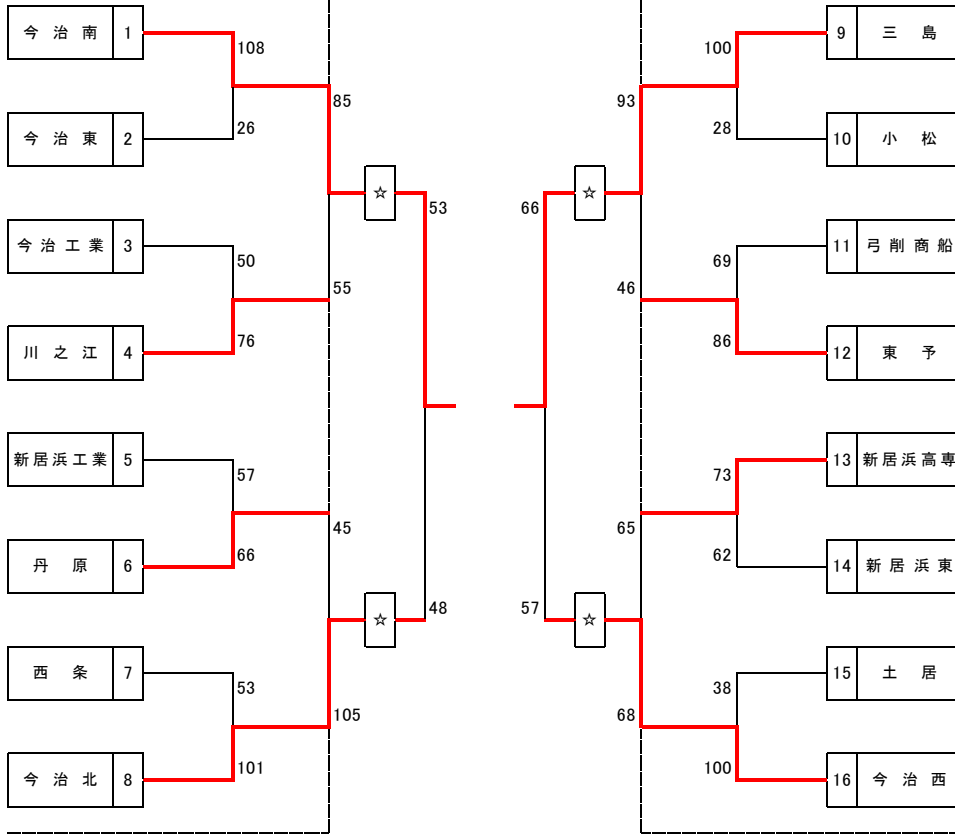 今治南 1
108
85
今治東 2
26
☆
53
今治工業 3
50
55
川之江 4
76
新居浜工業 5
57
45
丹原 6
66
☆
48
西条 7
53
105
今治北 8
101
9 三島
100
93
10 小松
28
☆
66
11 弓削商船
69
46
12 東予
86
13 新居浜高専
73
65
14 新居浜東
62
☆
57
15 土居
38
68
16 今治西
100